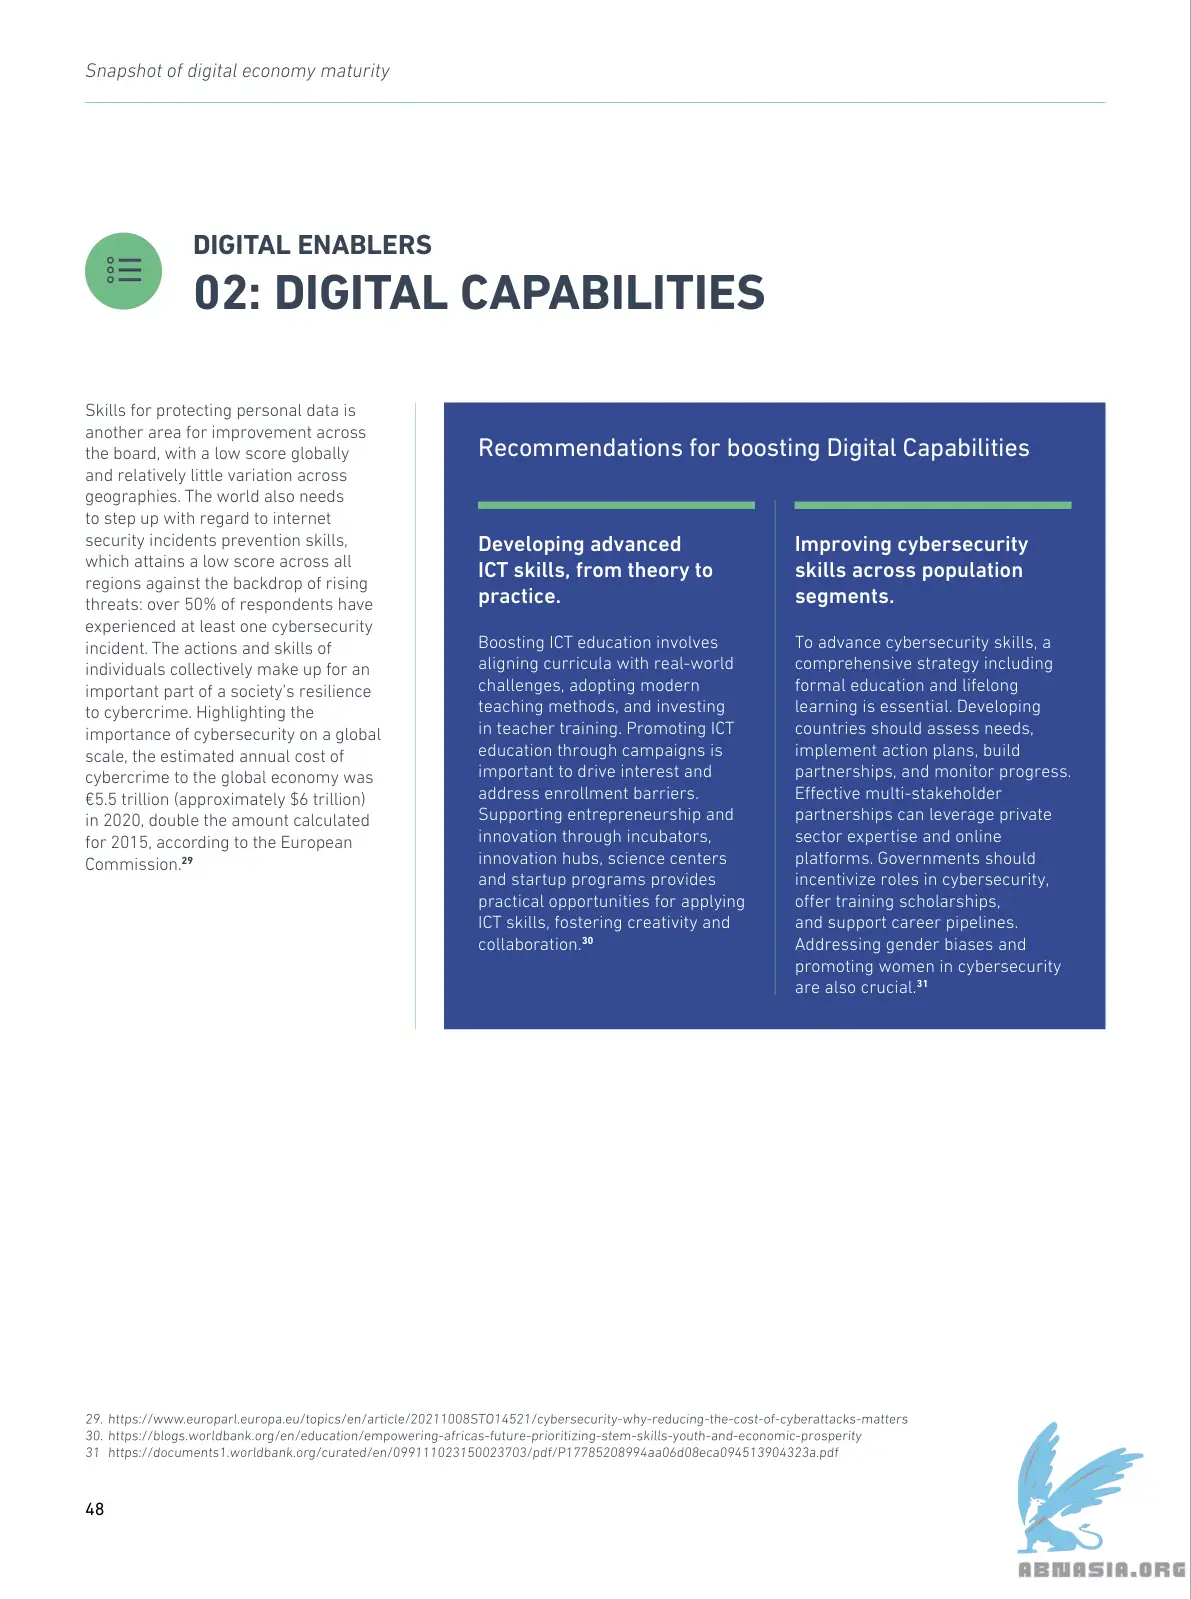 Snapshot of digital economy maturity
DIGITAL ENABLERS
02: DIGITAL CAPABILITIES
Skills for protecting personal data is
another area for improvement across
the board, with a low score globally
and relatively little variation across
geographies. The world also needs
to step up with regard to internet
security incidents prevention skills,
which attains a low score across all
regions against the backdrop of rising
threats: over 50% of respondents have
experienced at least one cybersecurity
incident. The actions and skills of
individuals collectively make up for an
important part of a society's resilience
to cybercrime. Highlighting the
importance of cybersecurity on a global
scale, the estimated annual cost of
cybercrime to the global economy was
€5.5 trillion (approximately $6 trillion)
in 2020, double the amount calculated
for 2015, according to the European
Commission.29
Recommendations for boosting Digital Capabilities
Developing advanced
ICT skills, from theory to
practice.
Boosting ICT education involves
aligning curricula with real-world
challenges, adopting modern
teaching methods, and investing
in teacher training. Promoting ICT
education through campaigns is
important to drive interest and
address enrollment barriers.
Supporting entrepreneurship and
innovation through incubators,
innovation hubs, science centers
and startup programs provides
practical opportunities for applying
ICT skills, fostering creativity and
collaboration.30
Improving cybersecurity
skills across population
segments.
To advance cybersecurity skills, a
comprehensive strategy including
formal education and lifelong
learning is essential. Developing
countries should assess needs,
implement action plans, build
partnerships, and monitor progress.
Effective multi-stakeholder
partnerships can leverage private
sector expertise and online
platforms. Governments should
incentivize roles in cybersecurity,
offer training scholarships,
and support career pipelines.
Addressing gender biases and
promoting women in cybersecurity
are also crucial.31
29. https://www.europarl.europa.eu/topics/en/article/20211008STO14521/cybersecurity-why-reducing-the-cost-of-cyberattacks-matters
30. https://blogs.worldbank.org/en/education/empowering-africas-future-prioritizing-stem-skills-youth-and-economic-prosperity
31 https://documents1.worldbank.org/curated/en/099111023150023703/pdf/P17785208994aa06d08eca094513904323a.pdf
48
ABNASIA.ORG